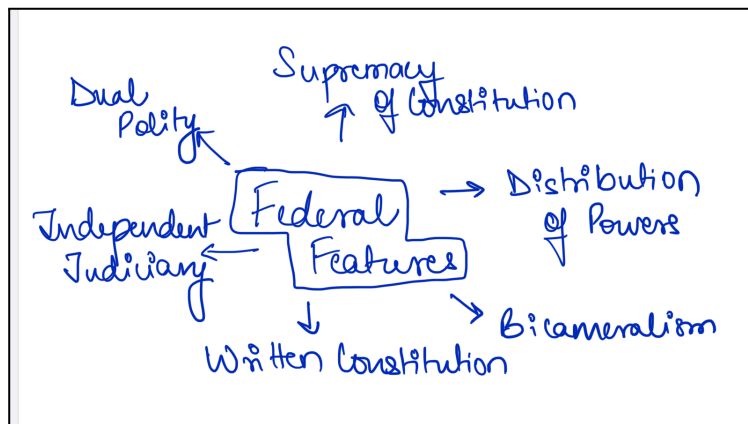 Supremacy
of Constitution
Dual
Polity
Federal
Features
Distribution
of Powers
Independent
Judiciary
Bicameralism
Written Constitution